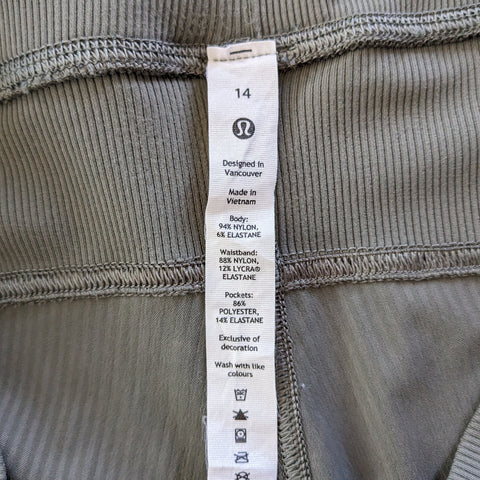 14
Designed in
Vancouver
Made in
Vietnam
Body:
94% NYLON,
6% ELASTANE
Waistband:
88% NYLON,
12% LYCRA®
ELASTANE
Pockets:
86%
POLYESTER,
14% ELASTANE
Exclusive of
decoration
Wash with like
colours